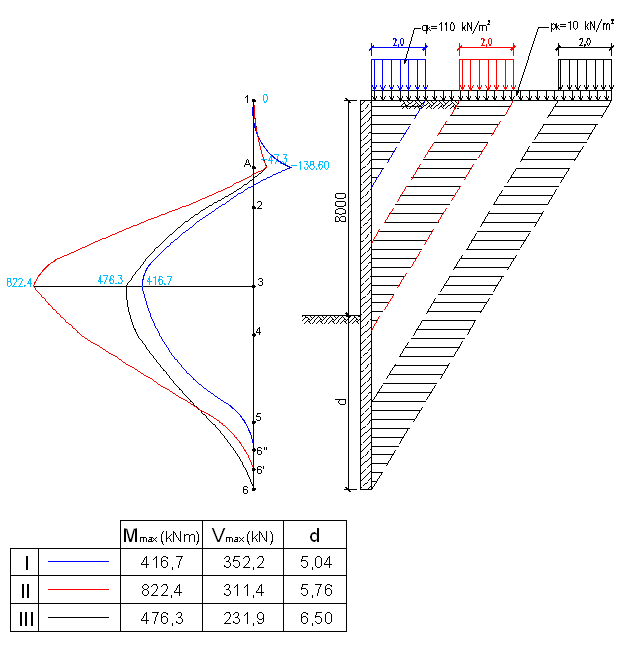 qk=110 kN/m²
pk=10 kN/m²
2,0
2,0
2,0
1
0
A
-47.3
-138,60
2
8000
822.4
476.3
416.7
3
4
d
5
6"
6'
6
Mmax(kNm) Vmax(kN) d
I 416,7 352,2 5,04
II 822,4 311,4 5,76
III 476,3 231,9 6,50